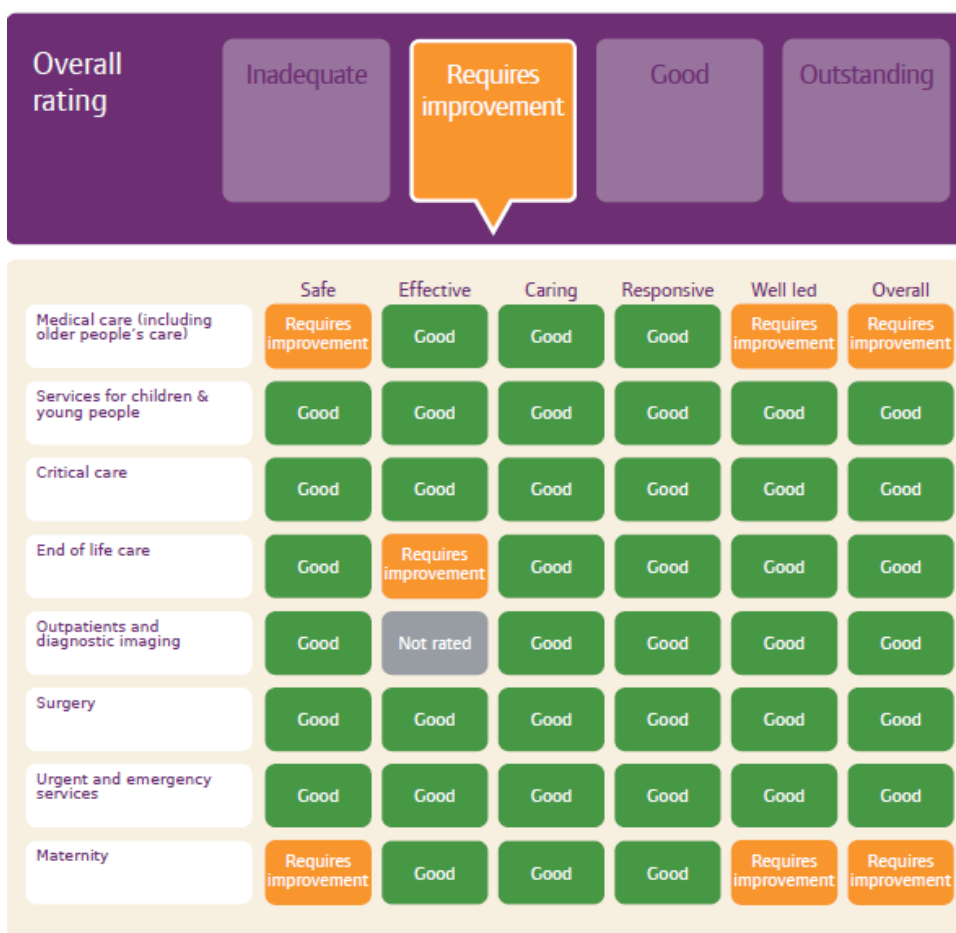 Overall
rating
Inadequate
Requires
improvement
Good
Outstanding
Safe Effective Caring Responsive Well led Overall
Medical care (including
older people's care)
Requires
improvement
Good
Good
Good
Requires
improvement
Requires
improvement
Services for children &
young people
Good
Good
Good
Good
Good
Good
Critical care
Good
Good
Good
Good
Good
Good
End of life care
Good
Requires
improvement
Good
Good
Good
Good
Outpatients and
diagnostic imaging
Good
Not rated
Good
Good
Good
Good
Surgery
Good
Good
Good
Good
Good
Good
Urgent and emergency
services
Good
Good
Good
Good
Good
Good
Maternity
Requires
improvement
Good
Good
Good
Requires
improvement
Requires
improvement